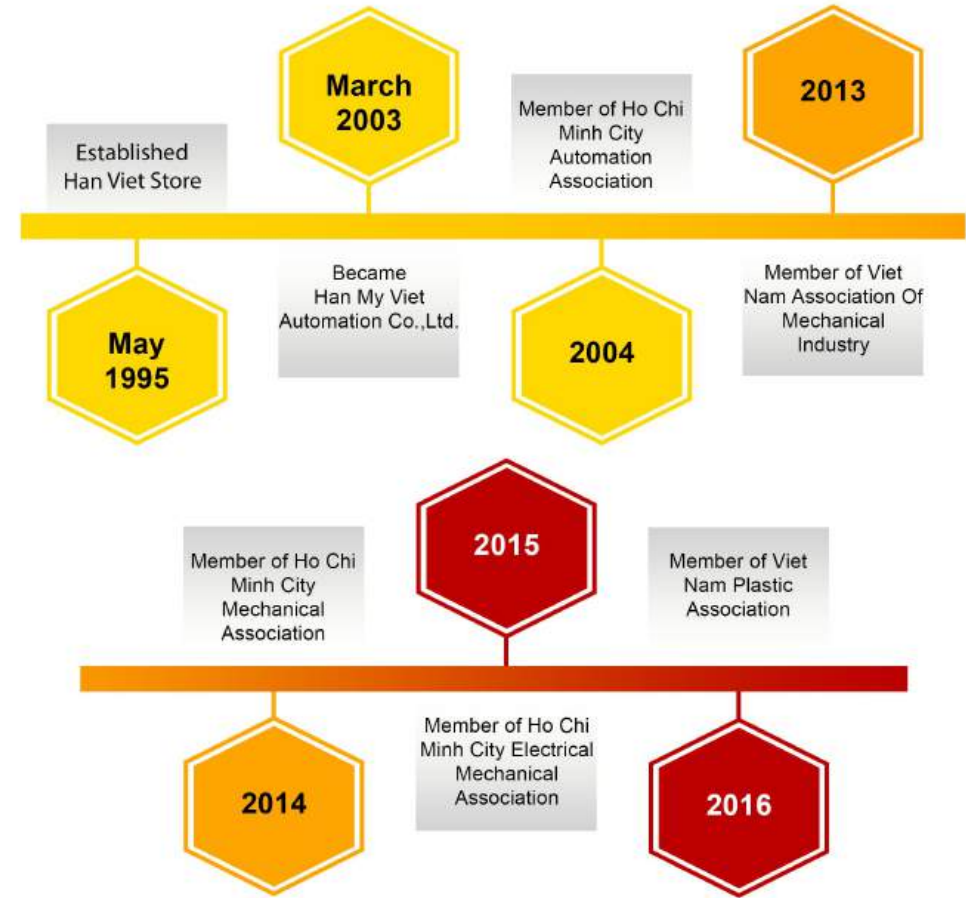 Established
Han Viet Store
May
1995
March
2003
Became
Han My Viet
Automation Co.,Ltd.
Member of Ho Chi
Minh City
Automation
Association
2004
2013
Member of Viet
Nam Association Of
Mechanical
Industry
Member of Ho Chi
Minh City
Mechanical
Association
2014
2015
Member of Ho Chi
Minh City Electrical
Mechanical
Association
Member of Viet
Nam Plastic
Association
2016